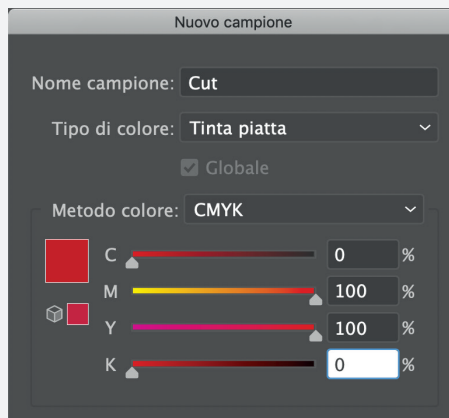 Nuovo campione
Nome campione: Cut
Tipo di colore: Tinta piatta
Globale
Metodo colore: CMYK
C 0 %
M 100 %
Y 100 %
K 0 %